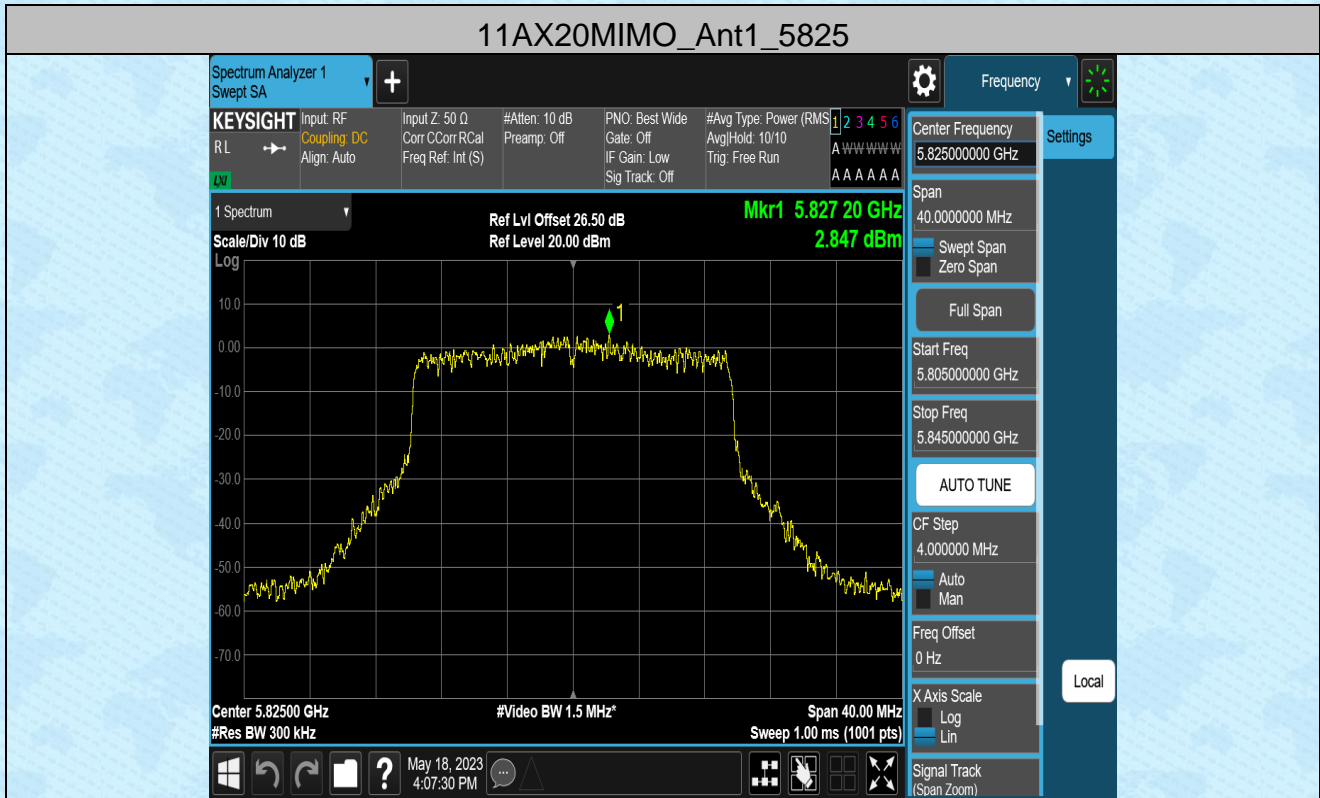 11AX20MIMO_Ant1_5825
Spectrum Analyzer 1
Swept SA
+
Frequency
KEYSIGHT
RL
LXI
Input: RF
Coupling: DC
Align: Auto
Input Z: 50 Ω
Corr CCorr RCal
Freq Ref: Int (S)
#Atten: 10 dB
Preamp: Off
PNO: Best Wide
Gate: Off
IF Gain: Low
Sig Track: Off
#Avg Type: Power (RMS
Avg|Hold: 10/10
Trig: Free Run
1 2 3 4 5 6
A W W W W W
A A A A A A
1 Spectrum
Scale/Div 10 dB
Log
Ref Lvl Offset 26.50 dB
Ref Level 20.00 dBm
Mkr1 5.827 20 GHz
2.847 dBm
1
10.0
0.00
-10.0
-20.0
-30.0
-40.0
-50.0
-60.0
-70.0
Center 5.82500 GHz
#Res BW 300 kHz
#Video BW 1.5 MHz*
Span 40.00 MHz
Sweep 1.00 ms (1001 pts)
?
May 18, 2023
4:07:30 PM
Center Frequency
5.825000000 GHz
Settings
Span
40.0000000 MHz
Swept Span
Zero Span
Full Span
Start Freq
5.805000000 GHz
Stop Freq
5.845000000 GHz
AUTO TUNE
CF Step
4.000000 MHz
Auto
Man
Freq Offset
0 Hz
X Axis Scale
Log
Lin
Local
Signal Track
(Span Zoom)